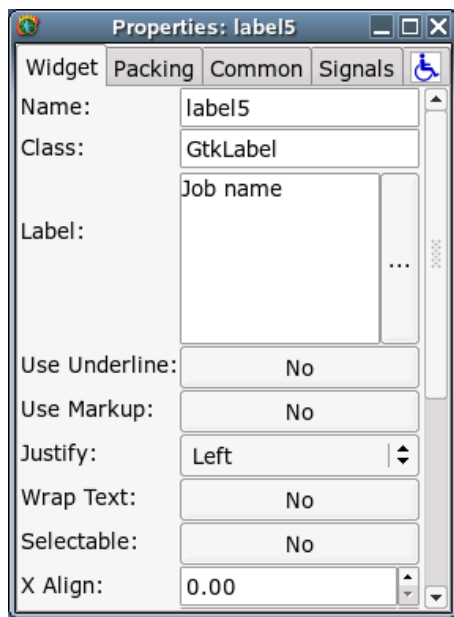 Properties: label5
Widget Packing Common Signals
Name: label5
Class: GtkLabel
Label: Job name
...
Use Underline: No
Use Markup: No
Justify: Left
Wrap Text: No
Selectable: No
X Align: 0.00